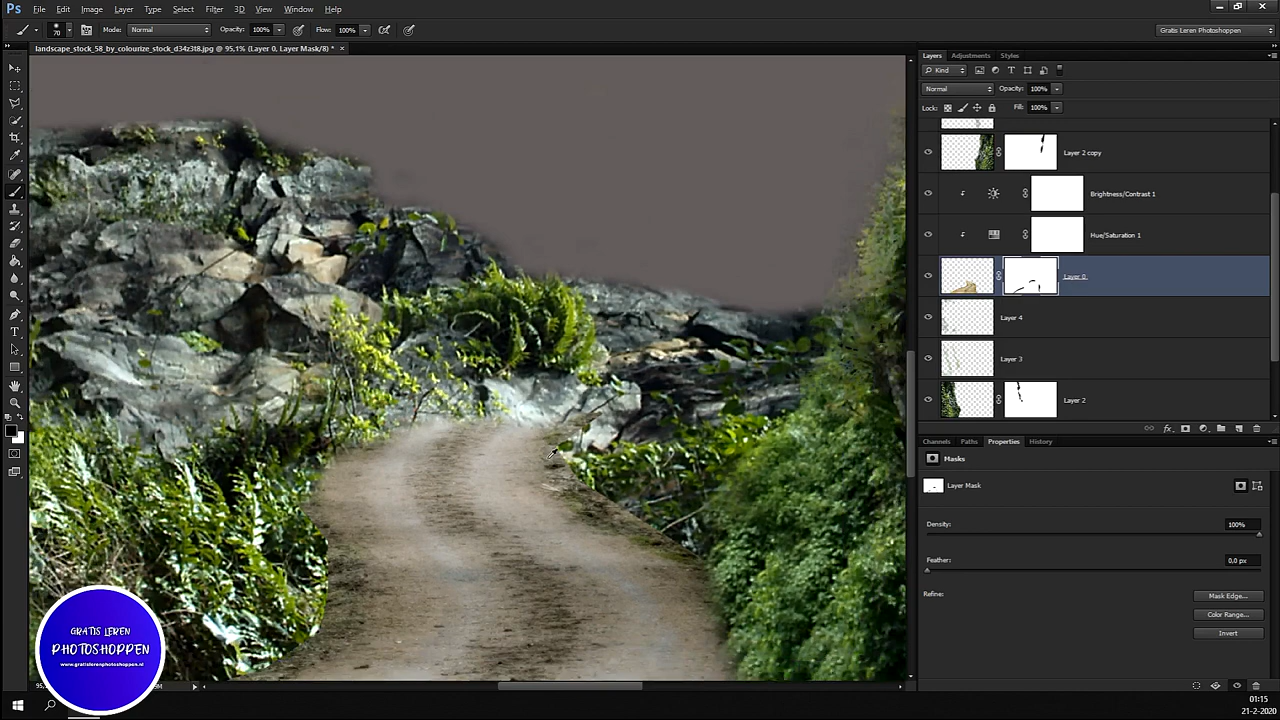 Ps File Edit Image Layer Type Select Filter 3D View Window Help
70 Mode: Normal Opacity: 100% Flow: 100% Gratis Leren Photoshoppen
landscape_stock_58_by_colourize_stock_d34z3t8.jpg @ 95,1% (Layer 0, Layer Mask/8) * ×
Layers Adjustments Styles
Kind
Normal Opacity: 100%
Lock: Fill: 100%
Layer 2 copy
Brightness/Contrast 1
Hue/Saturation 1
Layer 0
Layer 4
Layer 3
Layer 2
fx
Channels Paths Properties History
Masks
Layer Mask
Density: 100%
Feather: 0,0 px
Refine: Mask Edge...
Color Range...
Invert
GRATIS LEREN
PHOTOSHOPPEN
www.gratislerenphotoshoppen.nl
01:15
21-2-2020